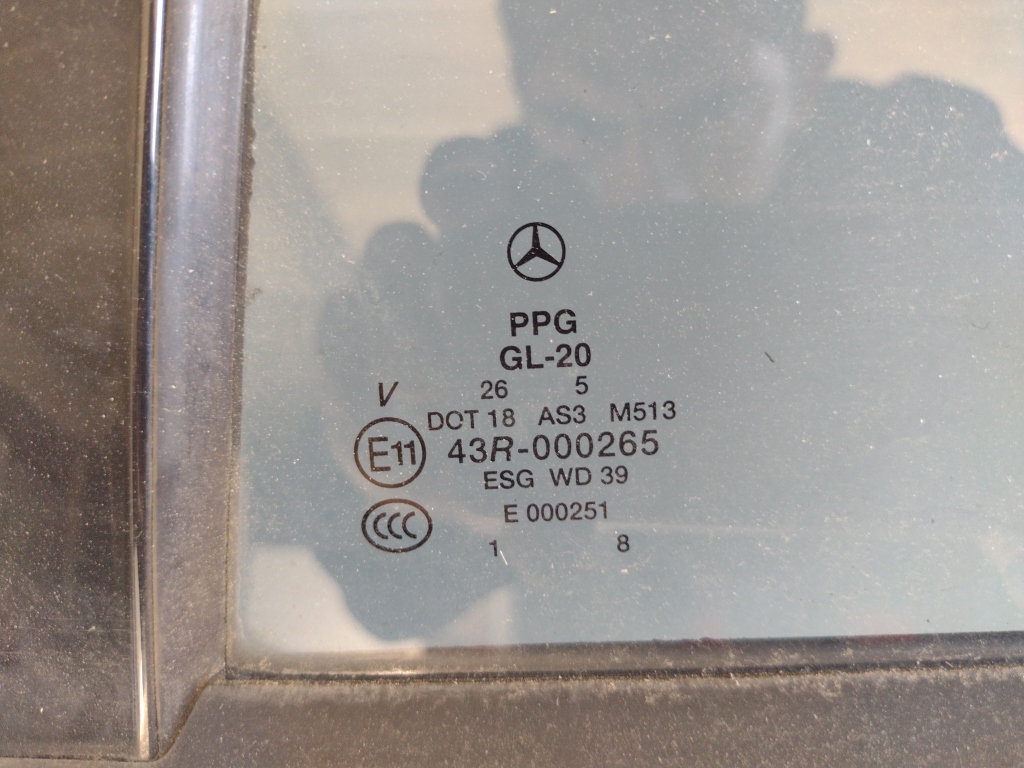 PPG
GL-20
V 26 5
DOT 18 AS3 M513
E11 43R-000265
ESG WD 39
CCC E 000251
1 8